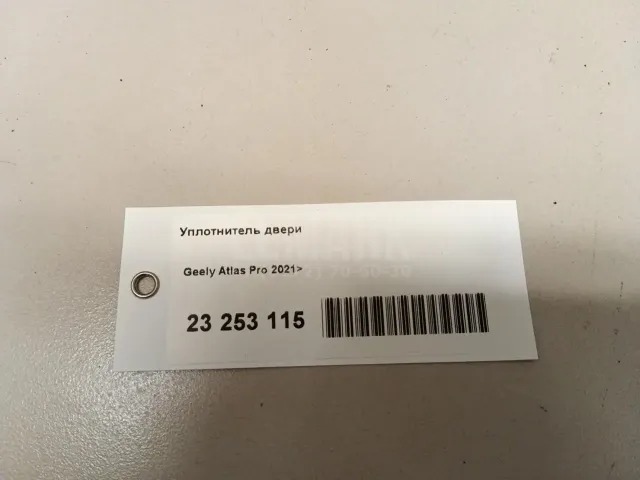 Уплотнитель двери
Geely Atlas Pro 2021>
23 253 115